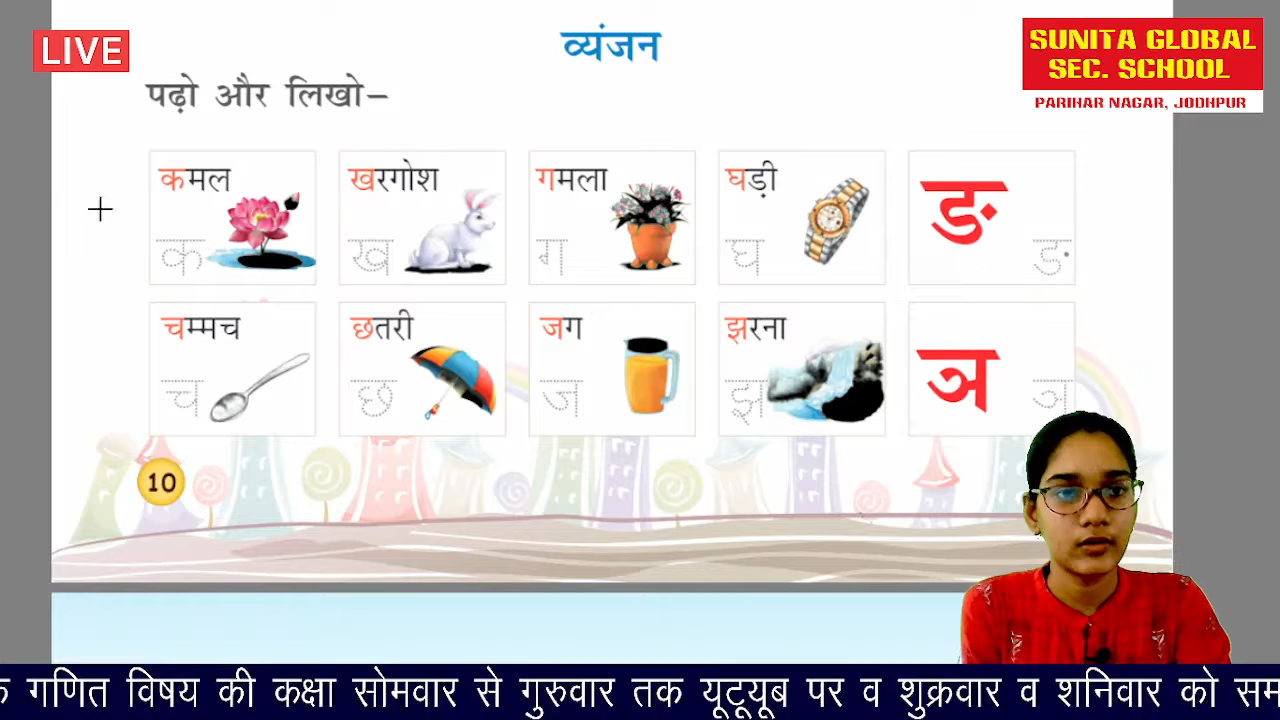 LIVE
व्यंजन
SUNITA GLOBAL
SEC. SCHOOL
PARIHAR NAGAR, JODHPUR
पढ़ो और लिखो–
कमल खरगोश गमला घड़ी ङ
क ख ग घ ङ
चम्मच छतरी जग झरना ञ
च छ ज झ ञ
10
गणित विषय की कक्षा सोमवार से गुरुवार तक यूट्यूब पर व शुक्रवार व शनिवार को